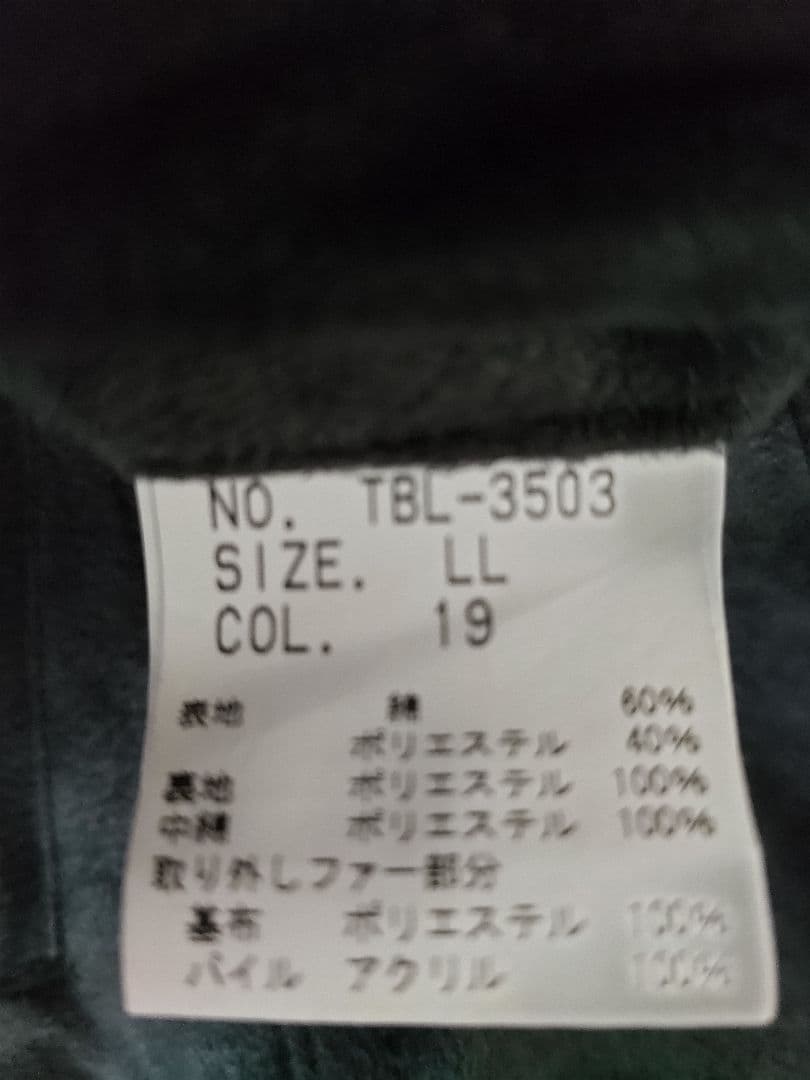 NO. TBL-3503
SIZE. LL
COL. 19
表地 綿 60%
ポリエステル 40%
裏地 ポリエステル 100%
中綿 ポリエステル 100%
取り外しファー部分
基布 ポリエステル 100%
パイル アクリル 100%